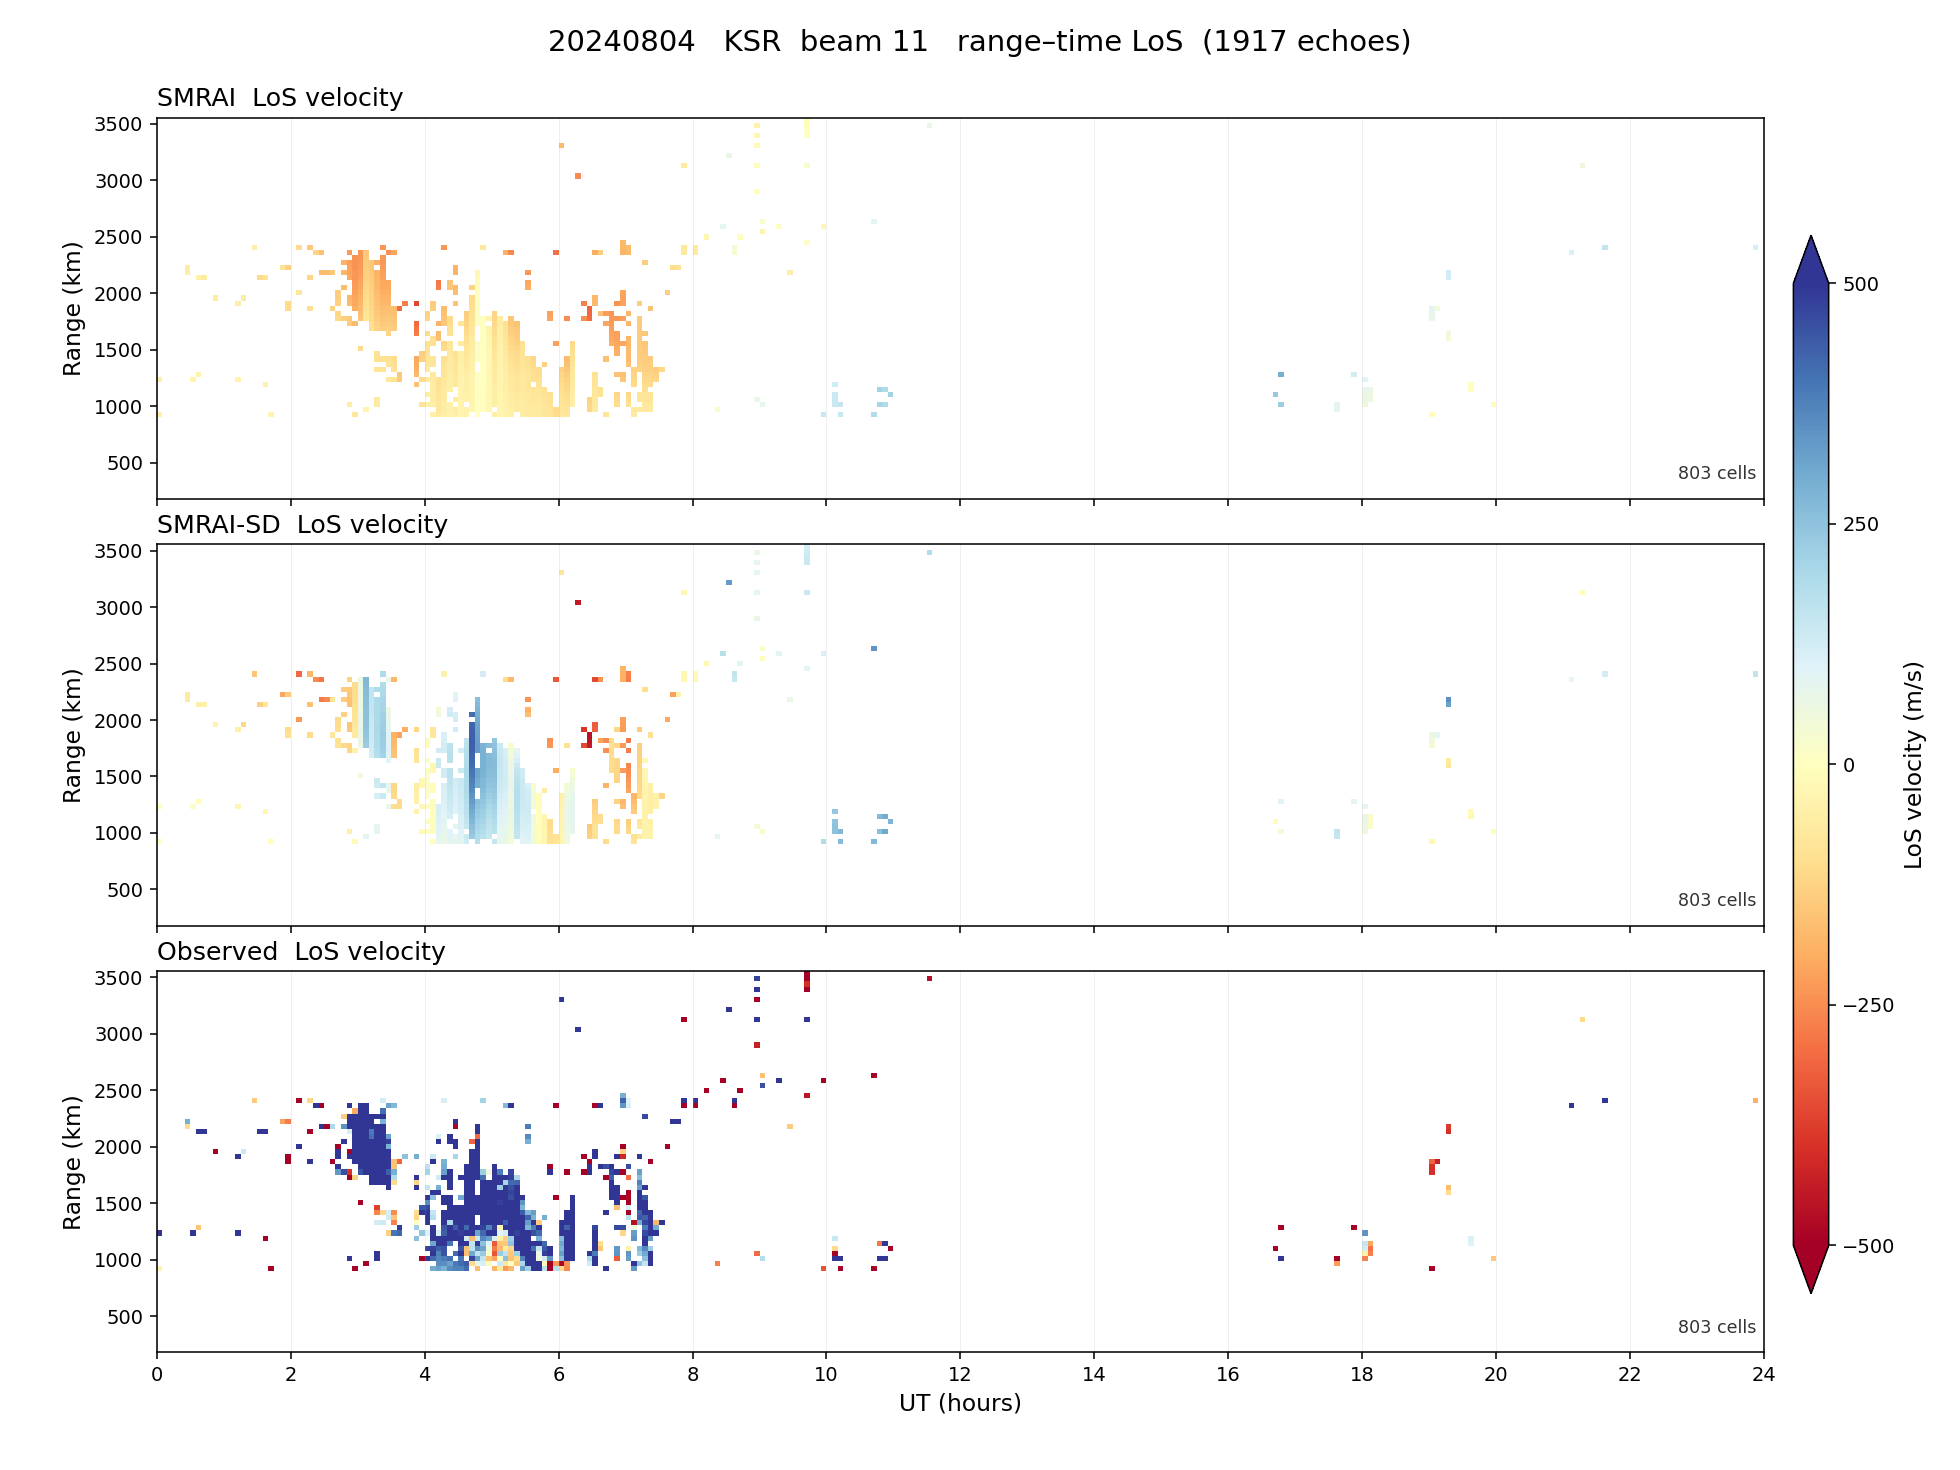 20240804   KSR  beam 11   range–time LoS  (1917 echoes)
SMRAI  LoS velocity
3500
3000
2500
2000
1500
1000
500
Range (km)
803 cells
SMRAI-SD  LoS velocity
3500
3000
2500
2000
1500
1000
500
Range (km)
803 cells
Observed  LoS velocity
3500
3000
2500
2000
1500
1000
500
Range (km)
803 cells
0 2 4 6 8 10 12 14 16 18 20 22 24
UT (hours)
500
250
0
−250
−500
LoS velocity (m/s)